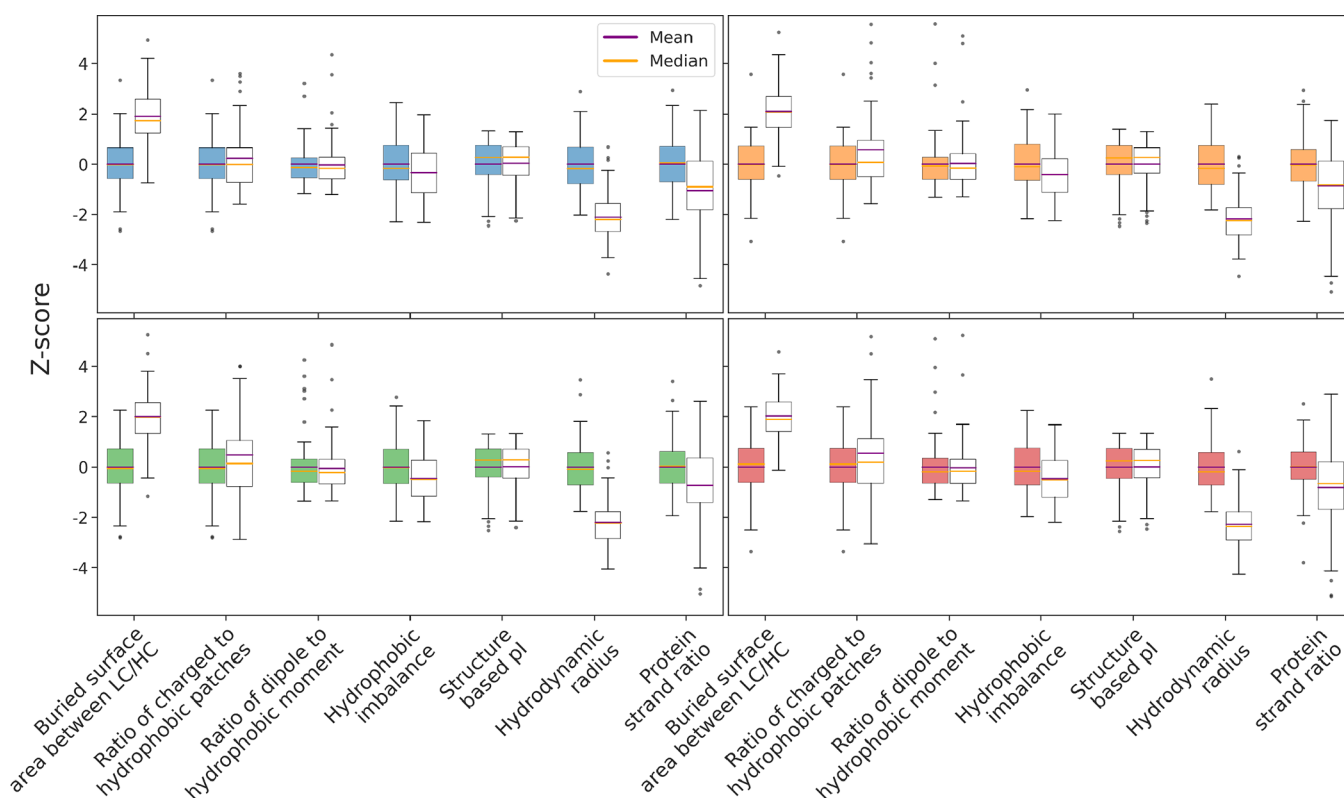 Z-score
4
2
0
-2
-4
Mean
Median
4
2
0
-2
-4
Buried surface
area between LC/HC
Ratio of charged to
hydrophobic patches
Ratio of dipole to
hydrophobic moment
Hydrophobic
imbalance
Structure
based pI
Hydrodynamic
radius
Protein
strand ratio
Buried surface
area between LC/HC
Ratio of charged to
hydrophobic patches
Ratio of dipole to
hydrophobic moment
Hydrophobic
imbalance
Structure
based pI
Hydrodynamic
radius
Protein
strand ratio